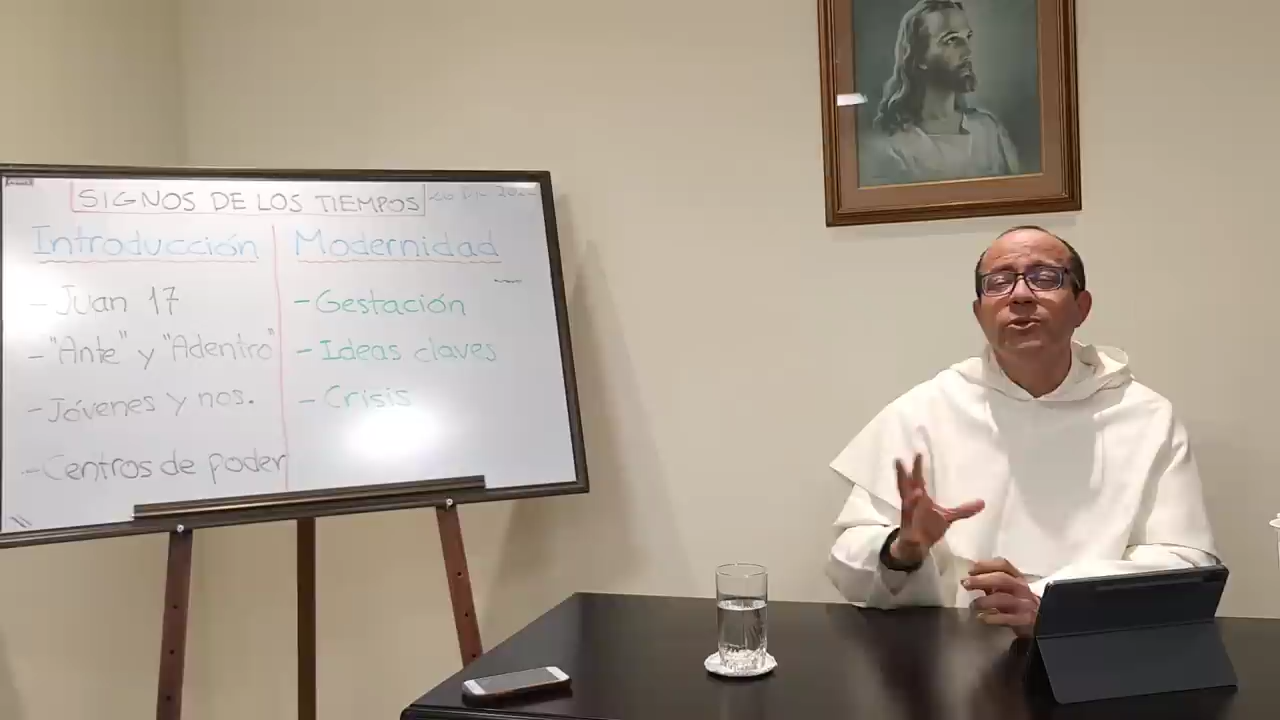 SIGNOS DE LOS TIEMPOS
Introducción
- Juan 17
- "Ante" y "Adentro"
- Jóvenes y nos.
- Centros de poder
Modernidad
- Gestación
- Ideas claves
- Crisis